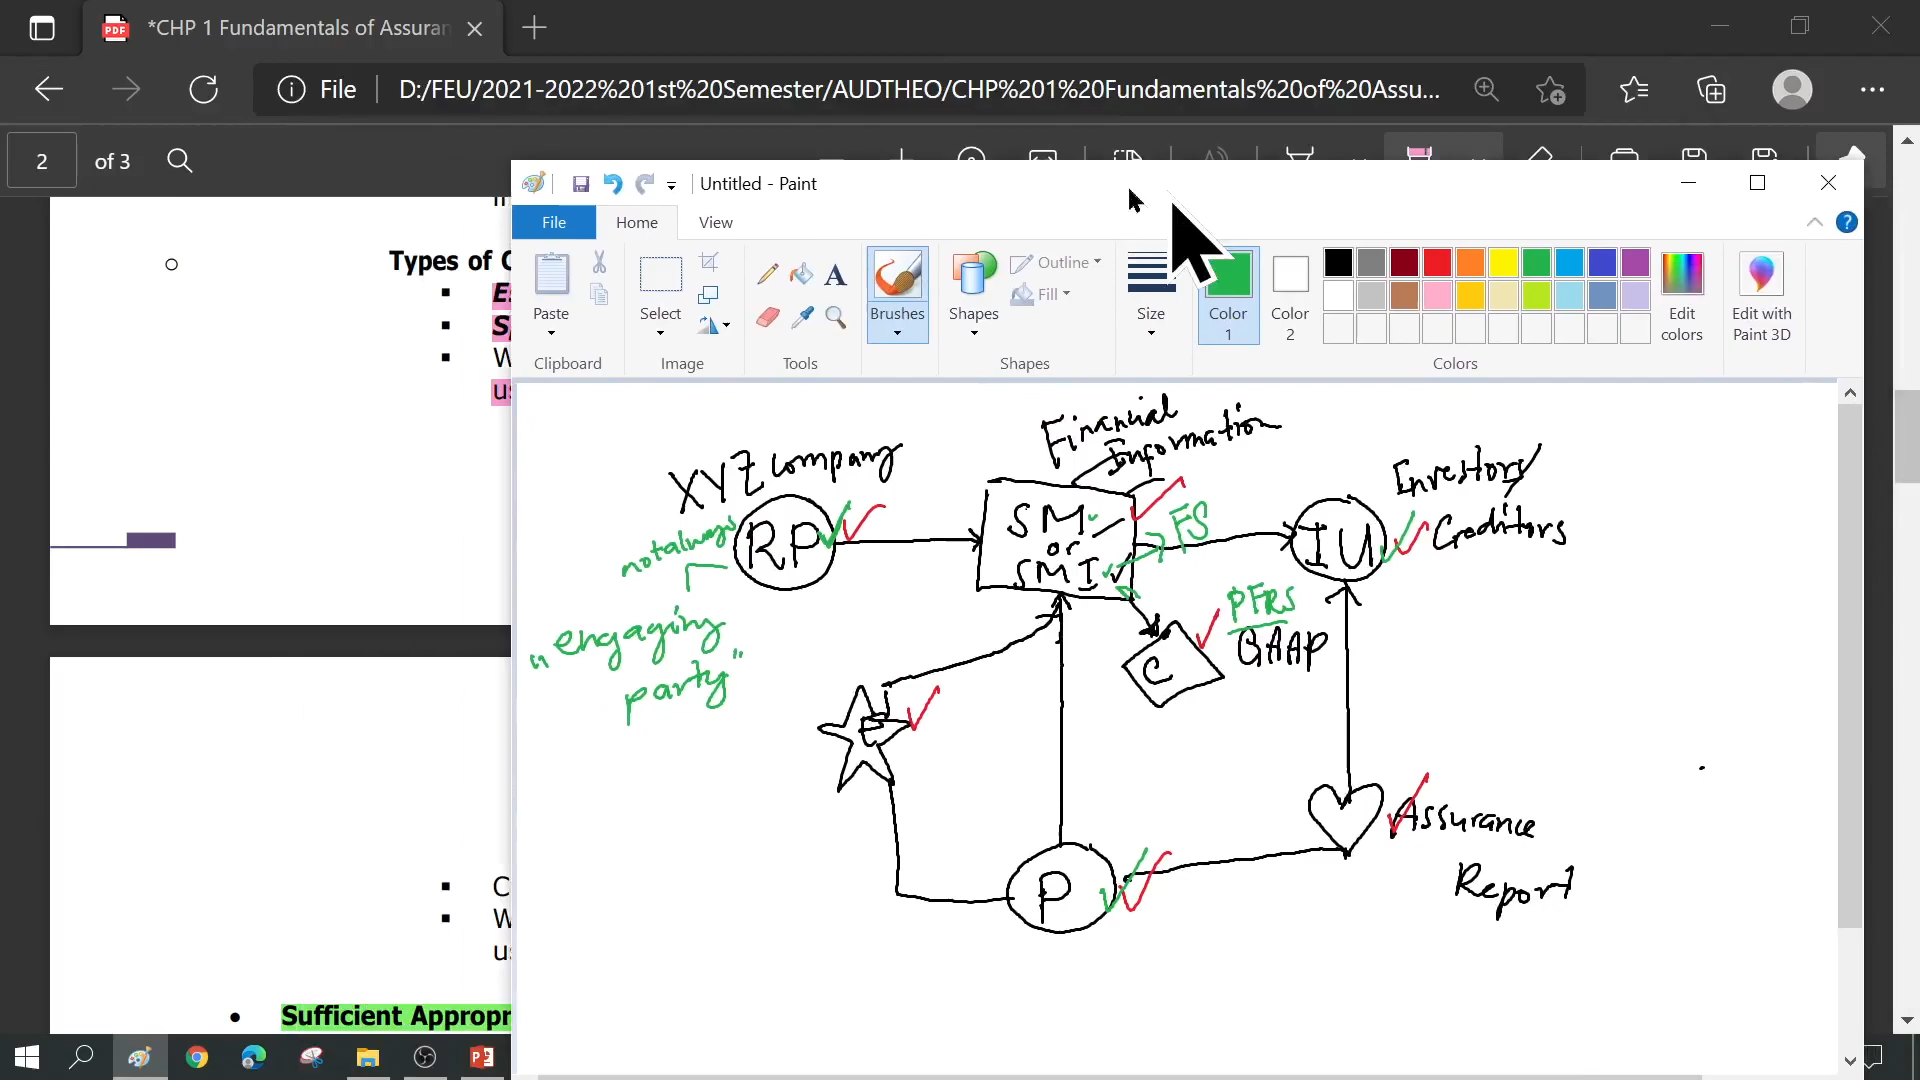 *CHP 1 Fundamentals of Assuran
File
D:/FEU/2021-2022%201st%20Semester/AUDTHEO/CHP%201%20Fundamentals%20of%20Assu...
2 of 3
Untitled - Paint
File Home View
Types of C
Paste
Select
Brushes
Shapes
Outline
Fill
Size
Color 1
Color 2
Edit colors
Edit with Paint 3D
Clipboard
Image
Tools
Shapes
Colors
W
us
Financial
Information
XYZ company
Investors
Creditors
SM
or
SMI
FS
RP
IU
not always
"engaging
party"
PFRS
GAAP
C
E
Assurance
Report
P
C
W
us
Sufficient Appropr